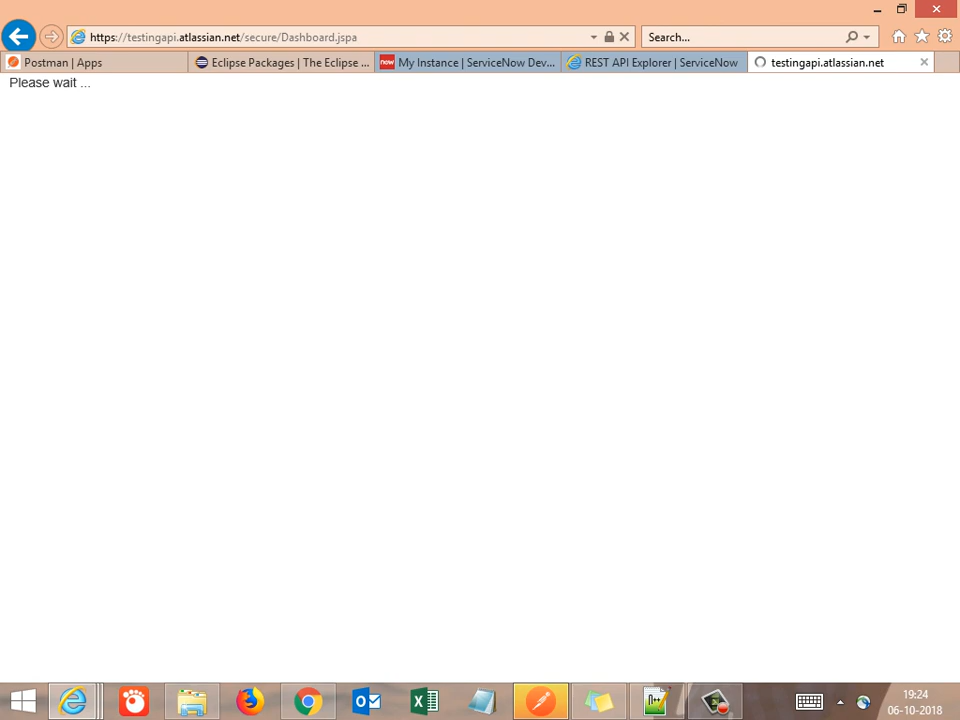 https://testingapi.atlassian.net/secure/Dashboard.jspa
Search...
Postman | Apps
Eclipse Packages | The Eclipse ...
now My Instance | ServiceNow Dev...
REST API Explorer | ServiceNow
testingapi.atlassian.net
Please wait ...
19:24
06-10-2018